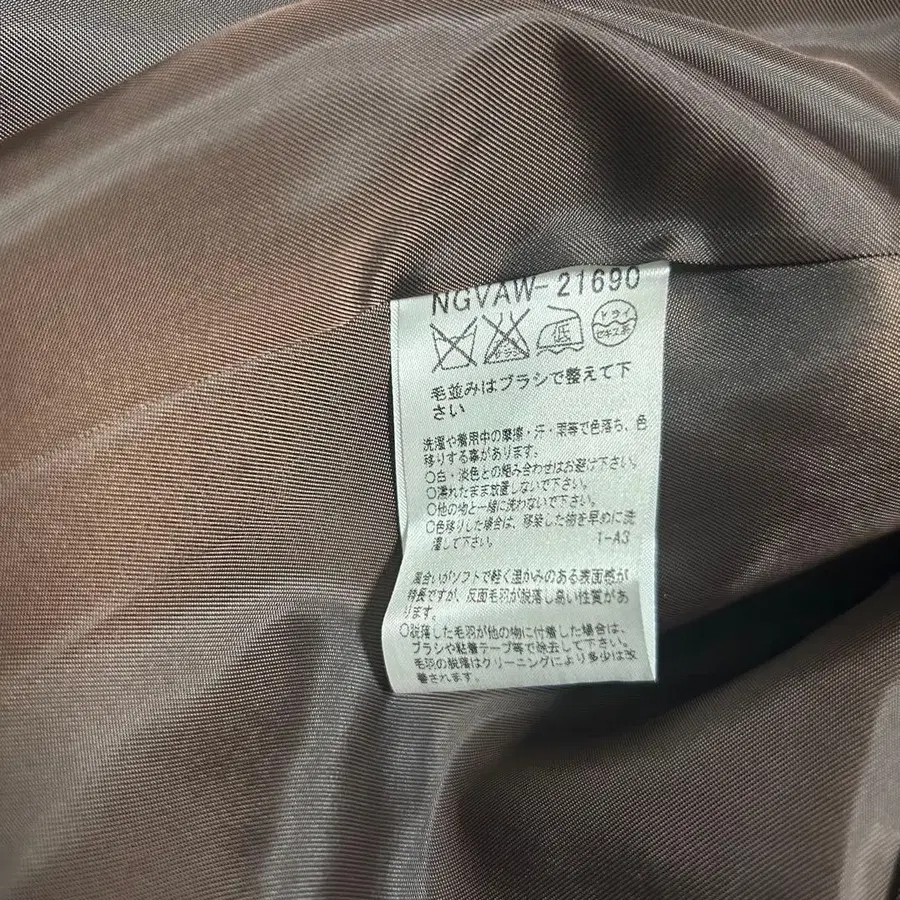 NGVAW-21690
エンソサラシ
低
ドライ
セキユ系
毛並みはブラシで整えて下
さい
洗濯や着用中の摩擦・汗・雨等で色落ち、色
移りする事があります。
○白・淡色との組み合わせはお避け下さい。
○濡れたまま放置しないで下さい。
○他の物と一緒に洗わないで下さい。
○色移りした場合は、移染した物を早めに洗
濯して下さい。 1-A3
風合いがソフトで軽く温かみのある表面感が
特長ですが、反面毛羽が脱落し易い性質があ
ります。
○脱落した毛羽が他の物に付着した場合は、
ブラシや粘着テープ等で除去して下さい。
毛羽の脱落はクリーニングにより多少は改
善されます。